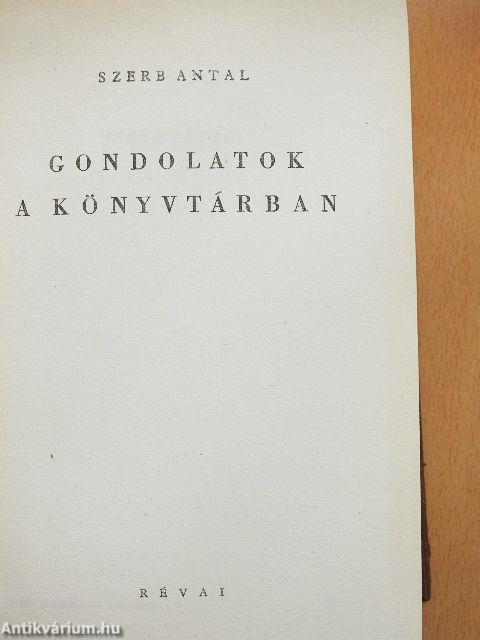 SZERB ANTAL
GONDOLATOK
A KÖNYVTÁRBAN
RÉVAI
Antikvárium.hu